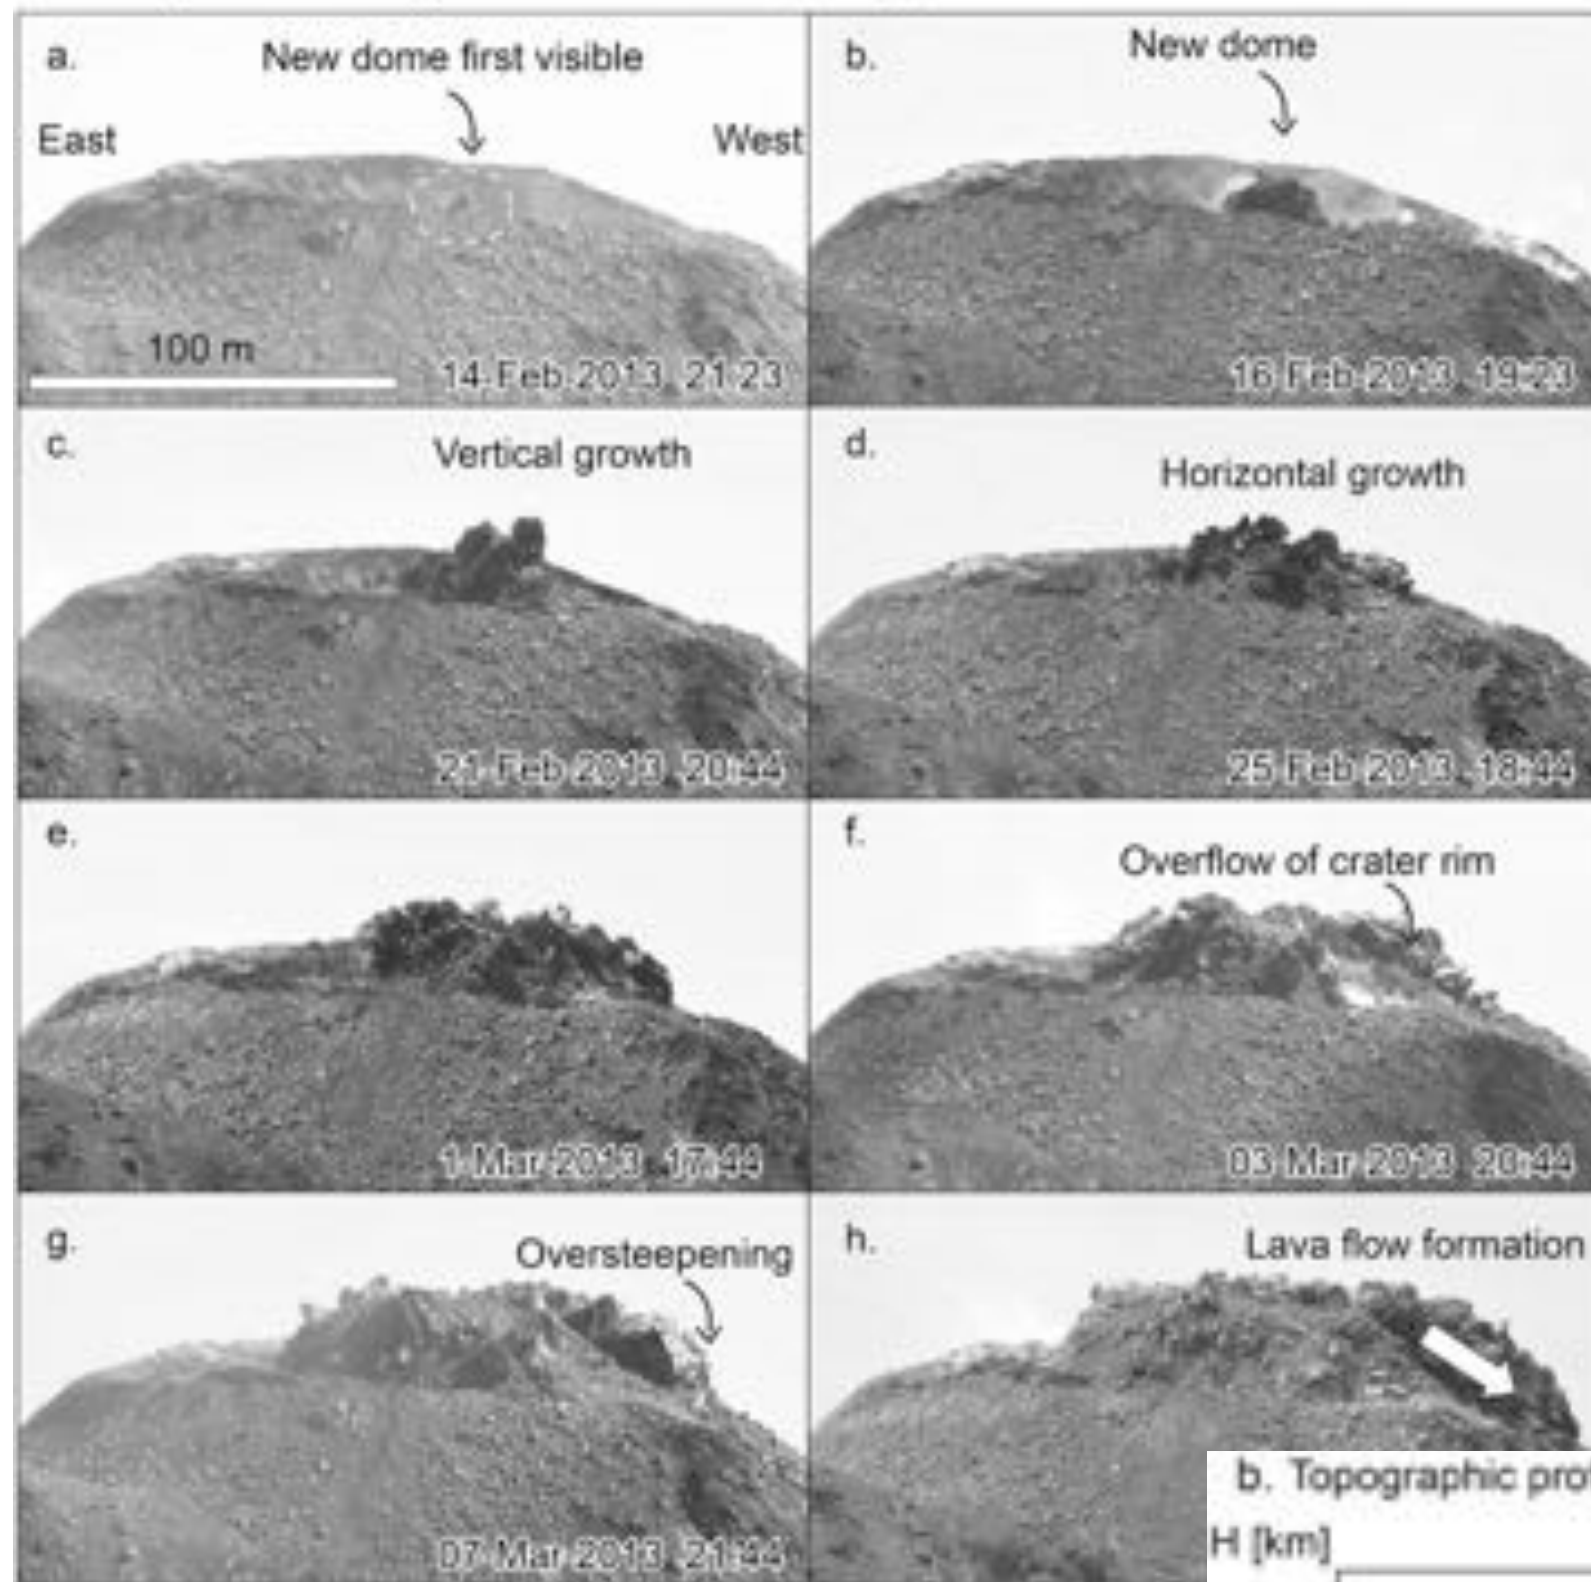 a.
New dome first visible
East
West
100 m
14-Feb-2013, 21:23
b.
New dome
16 Feb 2013, 19:23
c.
Vertical growth
21-Feb-2013, 20:44
d.
Horizontal growth
25 Feb 2013, 18:44
e.
1-Mar-2013, 17:44
f.
Overflow of crater rim
03-Mar-2013, 20:44
g.
Oversteepening
07-Mar-2013, 21:44
h.
Lava flow formation
b. Topographic pro
H [km]